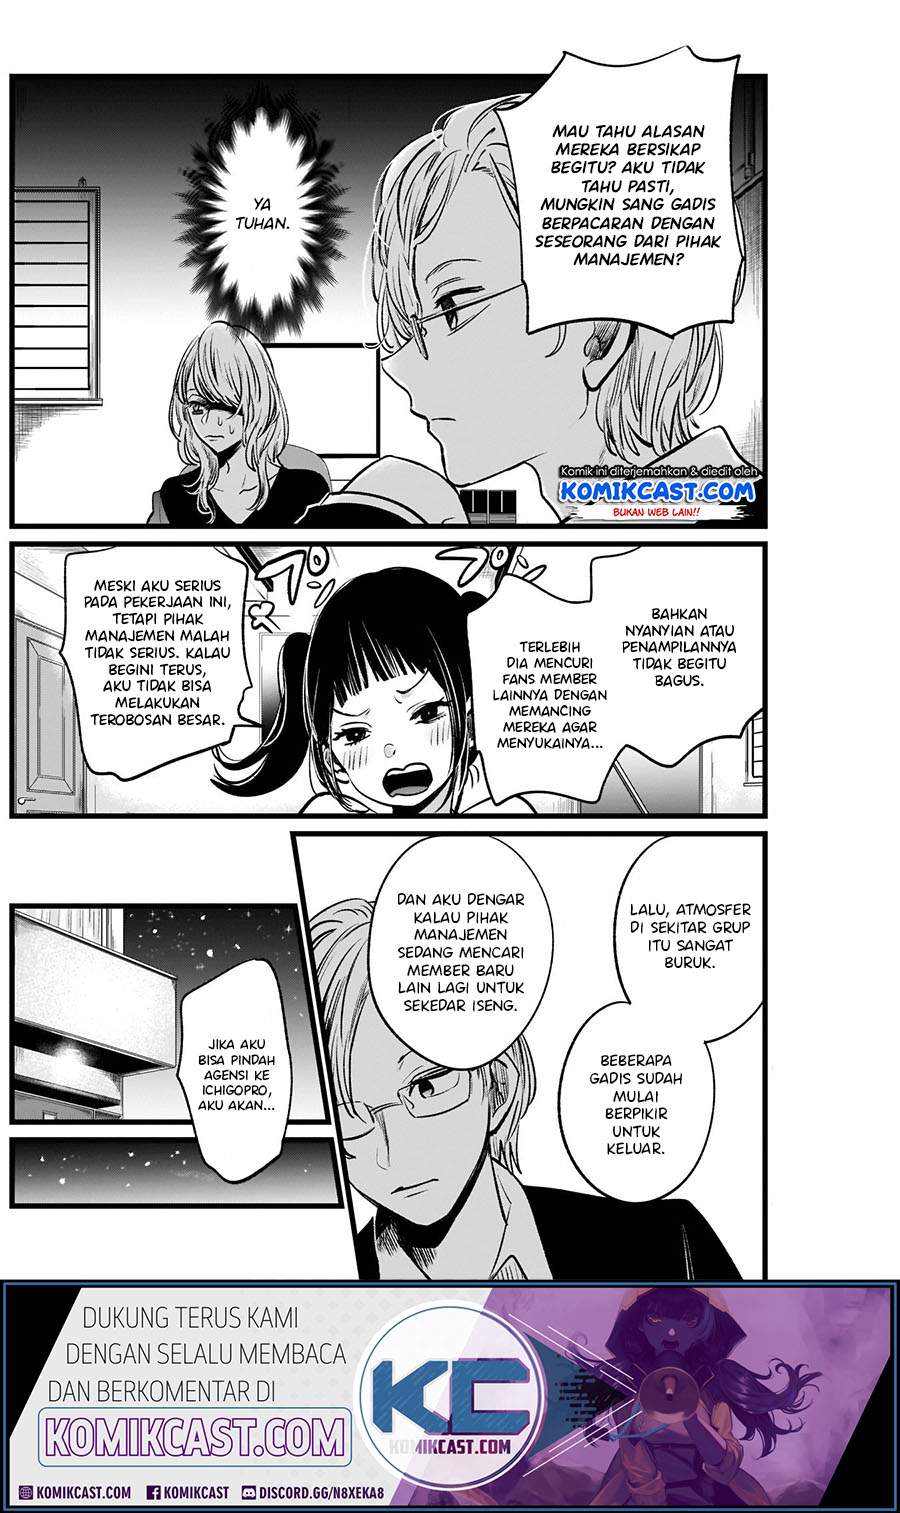 MAU TAHU ALASAN
MEREKA BERSIKAP
BEGITU? AKU TIDAK
TAHU PASTI,
MUNGKIN SANG GADIS
BERPACARAN DENGAN
SESEORANG DARI PIHAK
MANAJEMEN?
YA
TUHAN.
Komik ini diterjemahkan & diedit oleh
KOMIKCAST.COM
BUKAN WEB LAIN!!
BAHKAN
NYANYIAN ATAU
PENAMPILANNYA
TIDAK BEGITU
BAGUS.
TERLEBIH
DIA MENCURI
FANS MEMBER
LAINNYA DENGAN
MEMANCING
MEREKA AGAR
MENYUKAINYA...
MESKI AKU SERIUS
PADA PEKERJAAN INI,
TETAPI PIHAK
MANAJEMEN MALAH
TIDAK SERIUS. KALAU
BEGINI TERUS,
AKU TIDAK BISA
MELAKUKAN
TEROBOSAN BESAR.
LALU, ATMOSFER
DI SEKITAR GRUP
ITU SANGAT
BURUK.
BEBERAPA
GADIS SUDAH
MULAI
BERPIKIR
UNTUK
KELUAR.
DAN AKU DENGAR
KALAU PIHAK
MANAJEMEN
SEDANG MENCARI
MEMBER BARU
LAIN LAGI UNTUK
SEKEDAR ISENG.
JIKA AKU
BISA PINDAH
AGENSI KE
ICHIGOPRO,
AKU AKAN...
DUKUNG TERUS KAMI
DENGAN SELALU MEMBACA
DAN BERKOMENTAR DI
KOMIKCAST.COM
KC
KOMIKCAST.COM
KOMIKCAST.COM KOMIKCAST DISCORD.GG/N8XEKA8